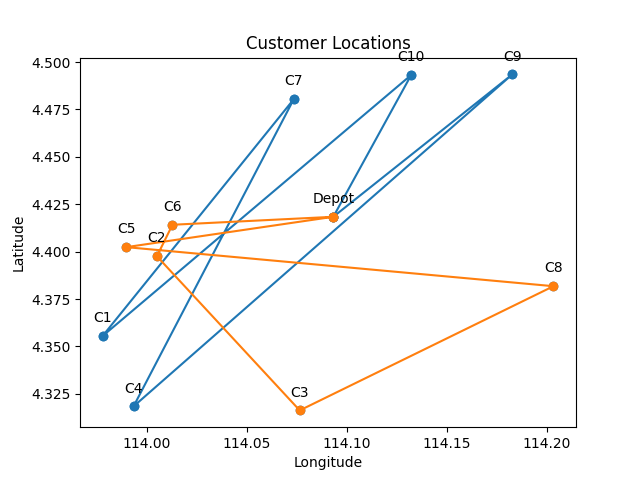 Customer Locations
4.500
4.475
4.450
4.425
4.400
4.375
4.350
4.325
Latitude
C10
C9
C7
Depot
C6
C5
C2
C8
C1
C4
C3
114.00
114.05
114.10
114.15
114.20
Longitude